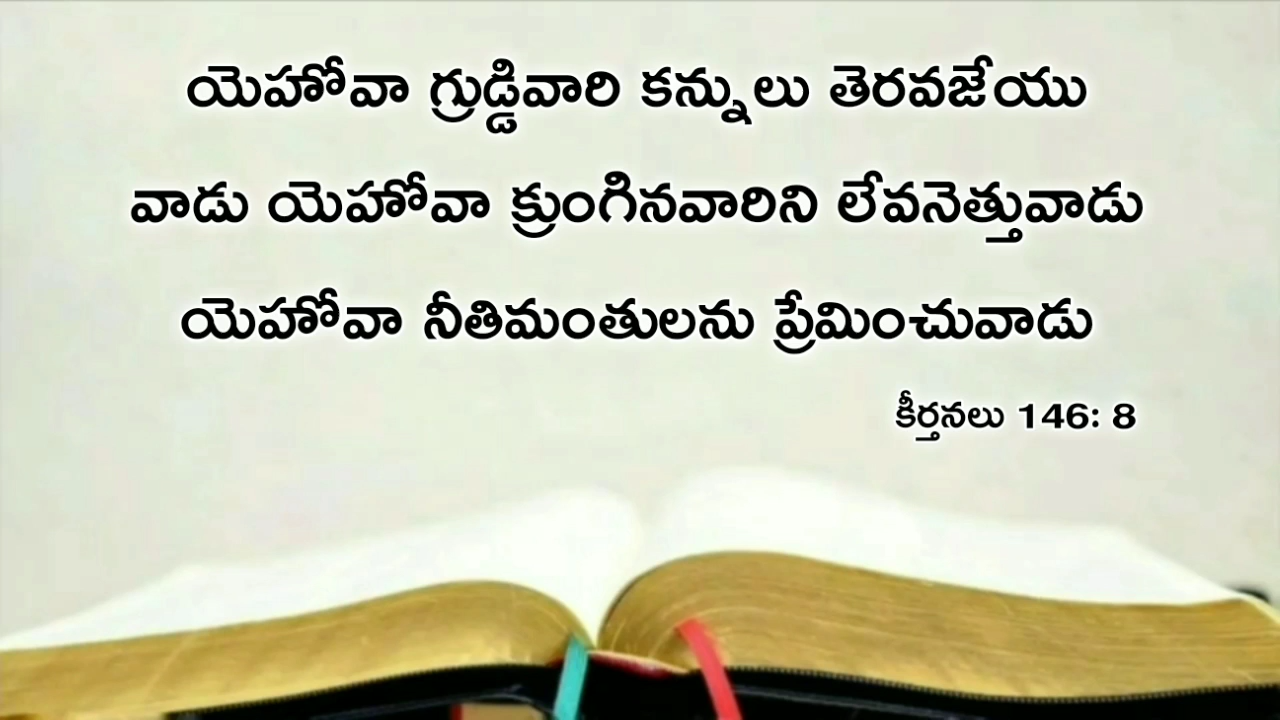 యెహోవా గ్రుడ్డివారి కన్నులు తెరవజేయు
వాడు యెహోవా క్రుంగినవారిని లేవనెత్తువాడు
యెహోవా నీతిమంతులను ప్రేమించువాడు
కీర్తనలు 146: 8